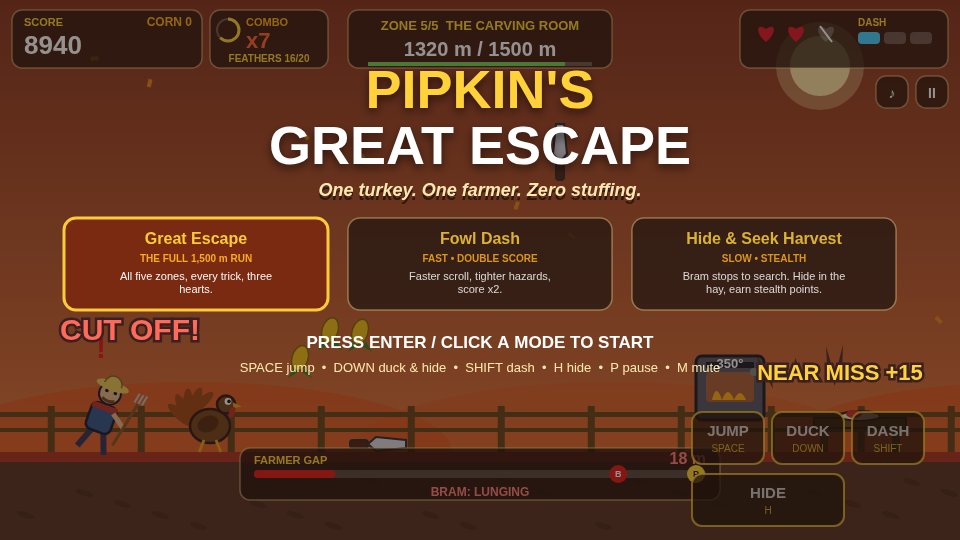 SCORE
CORN 0
8940
COMBO
x7
FEATHERS 16/20
ZONE 5/5 THE CARVING ROOM
1320 m / 1500 m
DASH
♪
PIPKIN'S
GREAT ESCAPE
One turkey. One farmer. Zero stuffing.
Great Escape
THE FULL 1,500 m RUN
All five zones, every trick, three
hearts.
Fowl Dash
FAST • DOUBLE SCORE
Faster scroll, tighter hazards,
score x2.
Hide & Seek Harvest
SLOW • STEALTH
Bram stops to search. Hide in the
hay, earn stealth points.
CUT OFF!
!
PRESS ENTER / CLICK A MODE TO START
SPACE jump • DOWN duck & hide • SHIFT dash • H hide • P pause • M mute
350°
NEAR MISS +15
JUMP
SPACE
DUCK
DOWN
DASH
SHIFT
FARMER GAP
18 m
B
P
BRAM: LUNGING
HIDE
H